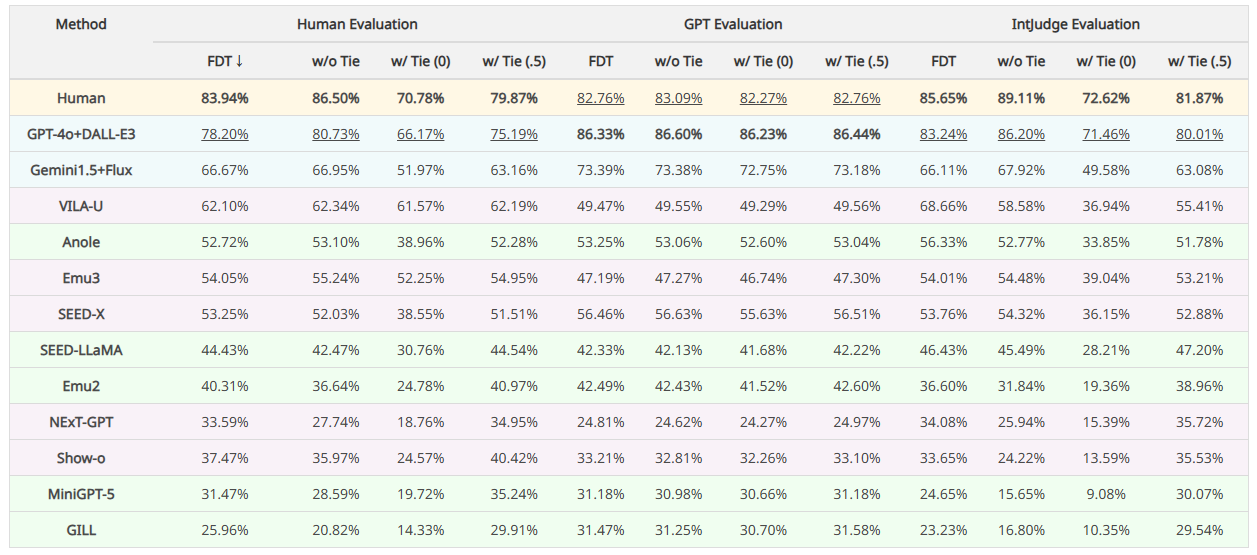 Method Human Evaluation GPT Evaluation IntJudge Evaluation
FDT ↓ w/o Tie w/ Tie (0) w/ Tie (.5) FDT w/o Tie w/ Tie (0) w/ Tie (.5) FDT w/o Tie w/ Tie (0) w/ Tie (.5)
Human 83.94% 86.50% 70.78% 79.87% 82.76% 83.09% 82.27% 82.76% 85.65% 89.11% 72.62% 81.87%
GPT-4o+DALL-E3 78.20% 80.73% 66.17% 75.19% 86.33% 86.60% 86.23% 86.44% 83.24% 86.20% 71.46% 80.01%
Gemini1.5+Flux 66.67% 66.95% 51.97% 63.16% 73.39% 73.38% 72.75% 73.18% 66.11% 67.92% 49.58% 63.08%
VILA-U 62.10% 62.34% 61.57% 62.19% 49.47% 49.55% 49.29% 49.56% 68.66% 58.58% 36.94% 55.41%
Anole 52.72% 53.10% 38.96% 52.28% 53.25% 53.06% 52.60% 53.04% 56.33% 52.77% 33.85% 51.78%
Emu3 54.05% 55.24% 52.25% 54.95% 47.19% 47.27% 46.74% 47.30% 54.01% 54.48% 39.04% 53.21%
SEED-X 53.25% 52.03% 38.55% 51.51% 56.46% 56.63% 55.63% 56.51% 53.76% 54.32% 36.15% 52.88%
SEED-LLaMA 44.43% 42.47% 30.76% 44.54% 42.33% 42.13% 41.68% 42.22% 46.43% 45.49% 28.21% 47.20%
Emu2 40.31% 36.64% 24.78% 40.97% 42.49% 42.43% 41.52% 42.60% 36.60% 31.84% 19.36% 38.96%
NExT-GPT 33.59% 27.74% 18.76% 34.95% 24.81% 24.62% 24.27% 24.97% 34.08% 25.94% 15.39% 35.72%
Show-o 37.47% 35.97% 24.57% 40.42% 33.21% 32.81% 32.26% 33.10% 33.65% 24.22% 13.59% 35.53%
MiniGPT-5 31.47% 28.59% 19.72% 35.24% 31.18% 30.98% 30.66% 31.18% 24.65% 15.65% 9.08% 30.07%
GILL 25.96% 20.82% 14.33% 29.91% 31.47% 31.25% 30.70% 31.58% 23.23% 16.80% 10.35% 29.54%